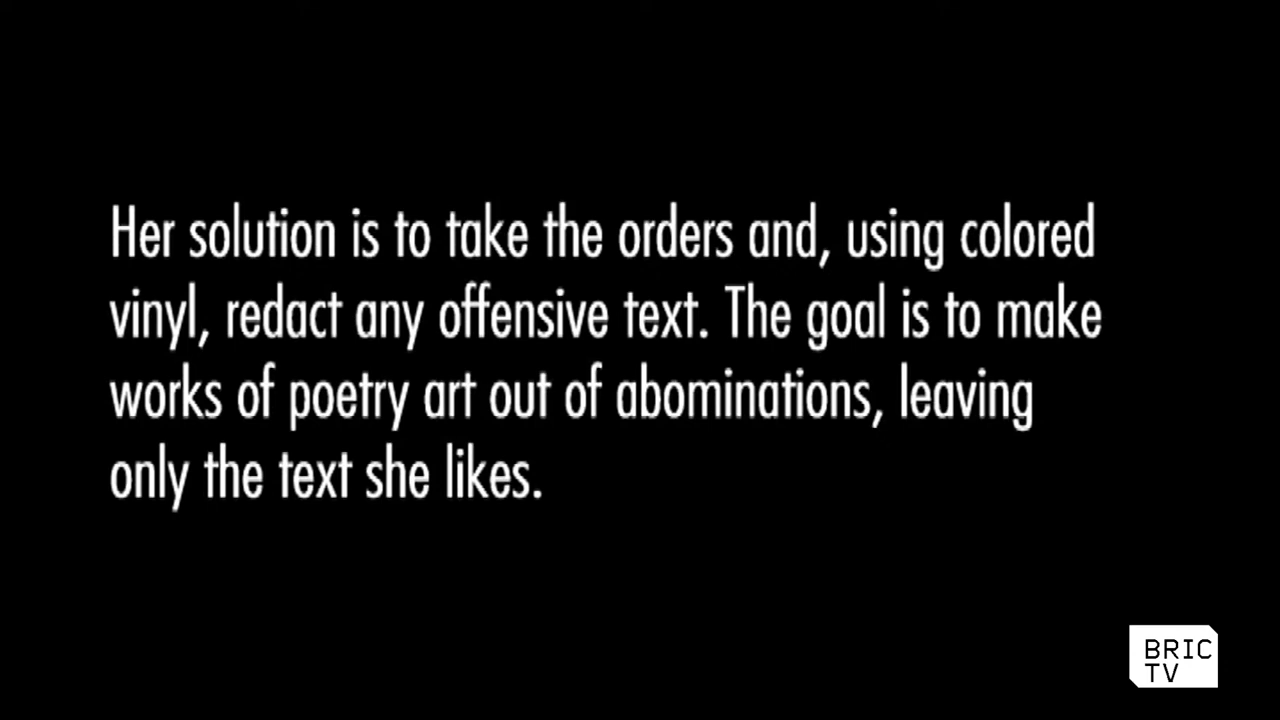 Her solution is to take the orders and, using colored
vinyl, redact any offensive text. The goal is to make
works of poetry art out of abominations, leaving
only the text she likes.
BRIC
TV